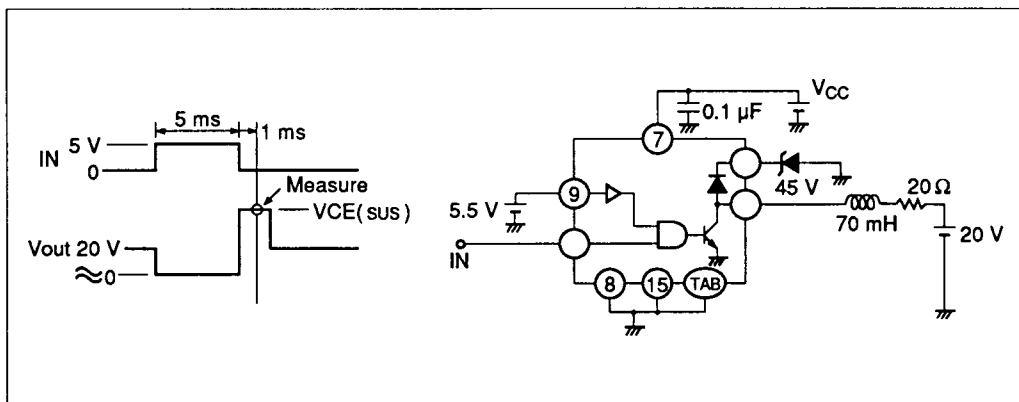 5 ms
1 ms
IN 5 V
0
Measure
VCE(SUS)
Vout 20 V
≈0
VCC
0.1 µF
7
9
5.5 V
IN
45 V
20 Ω
70 mH
20 V
8
15
TAB